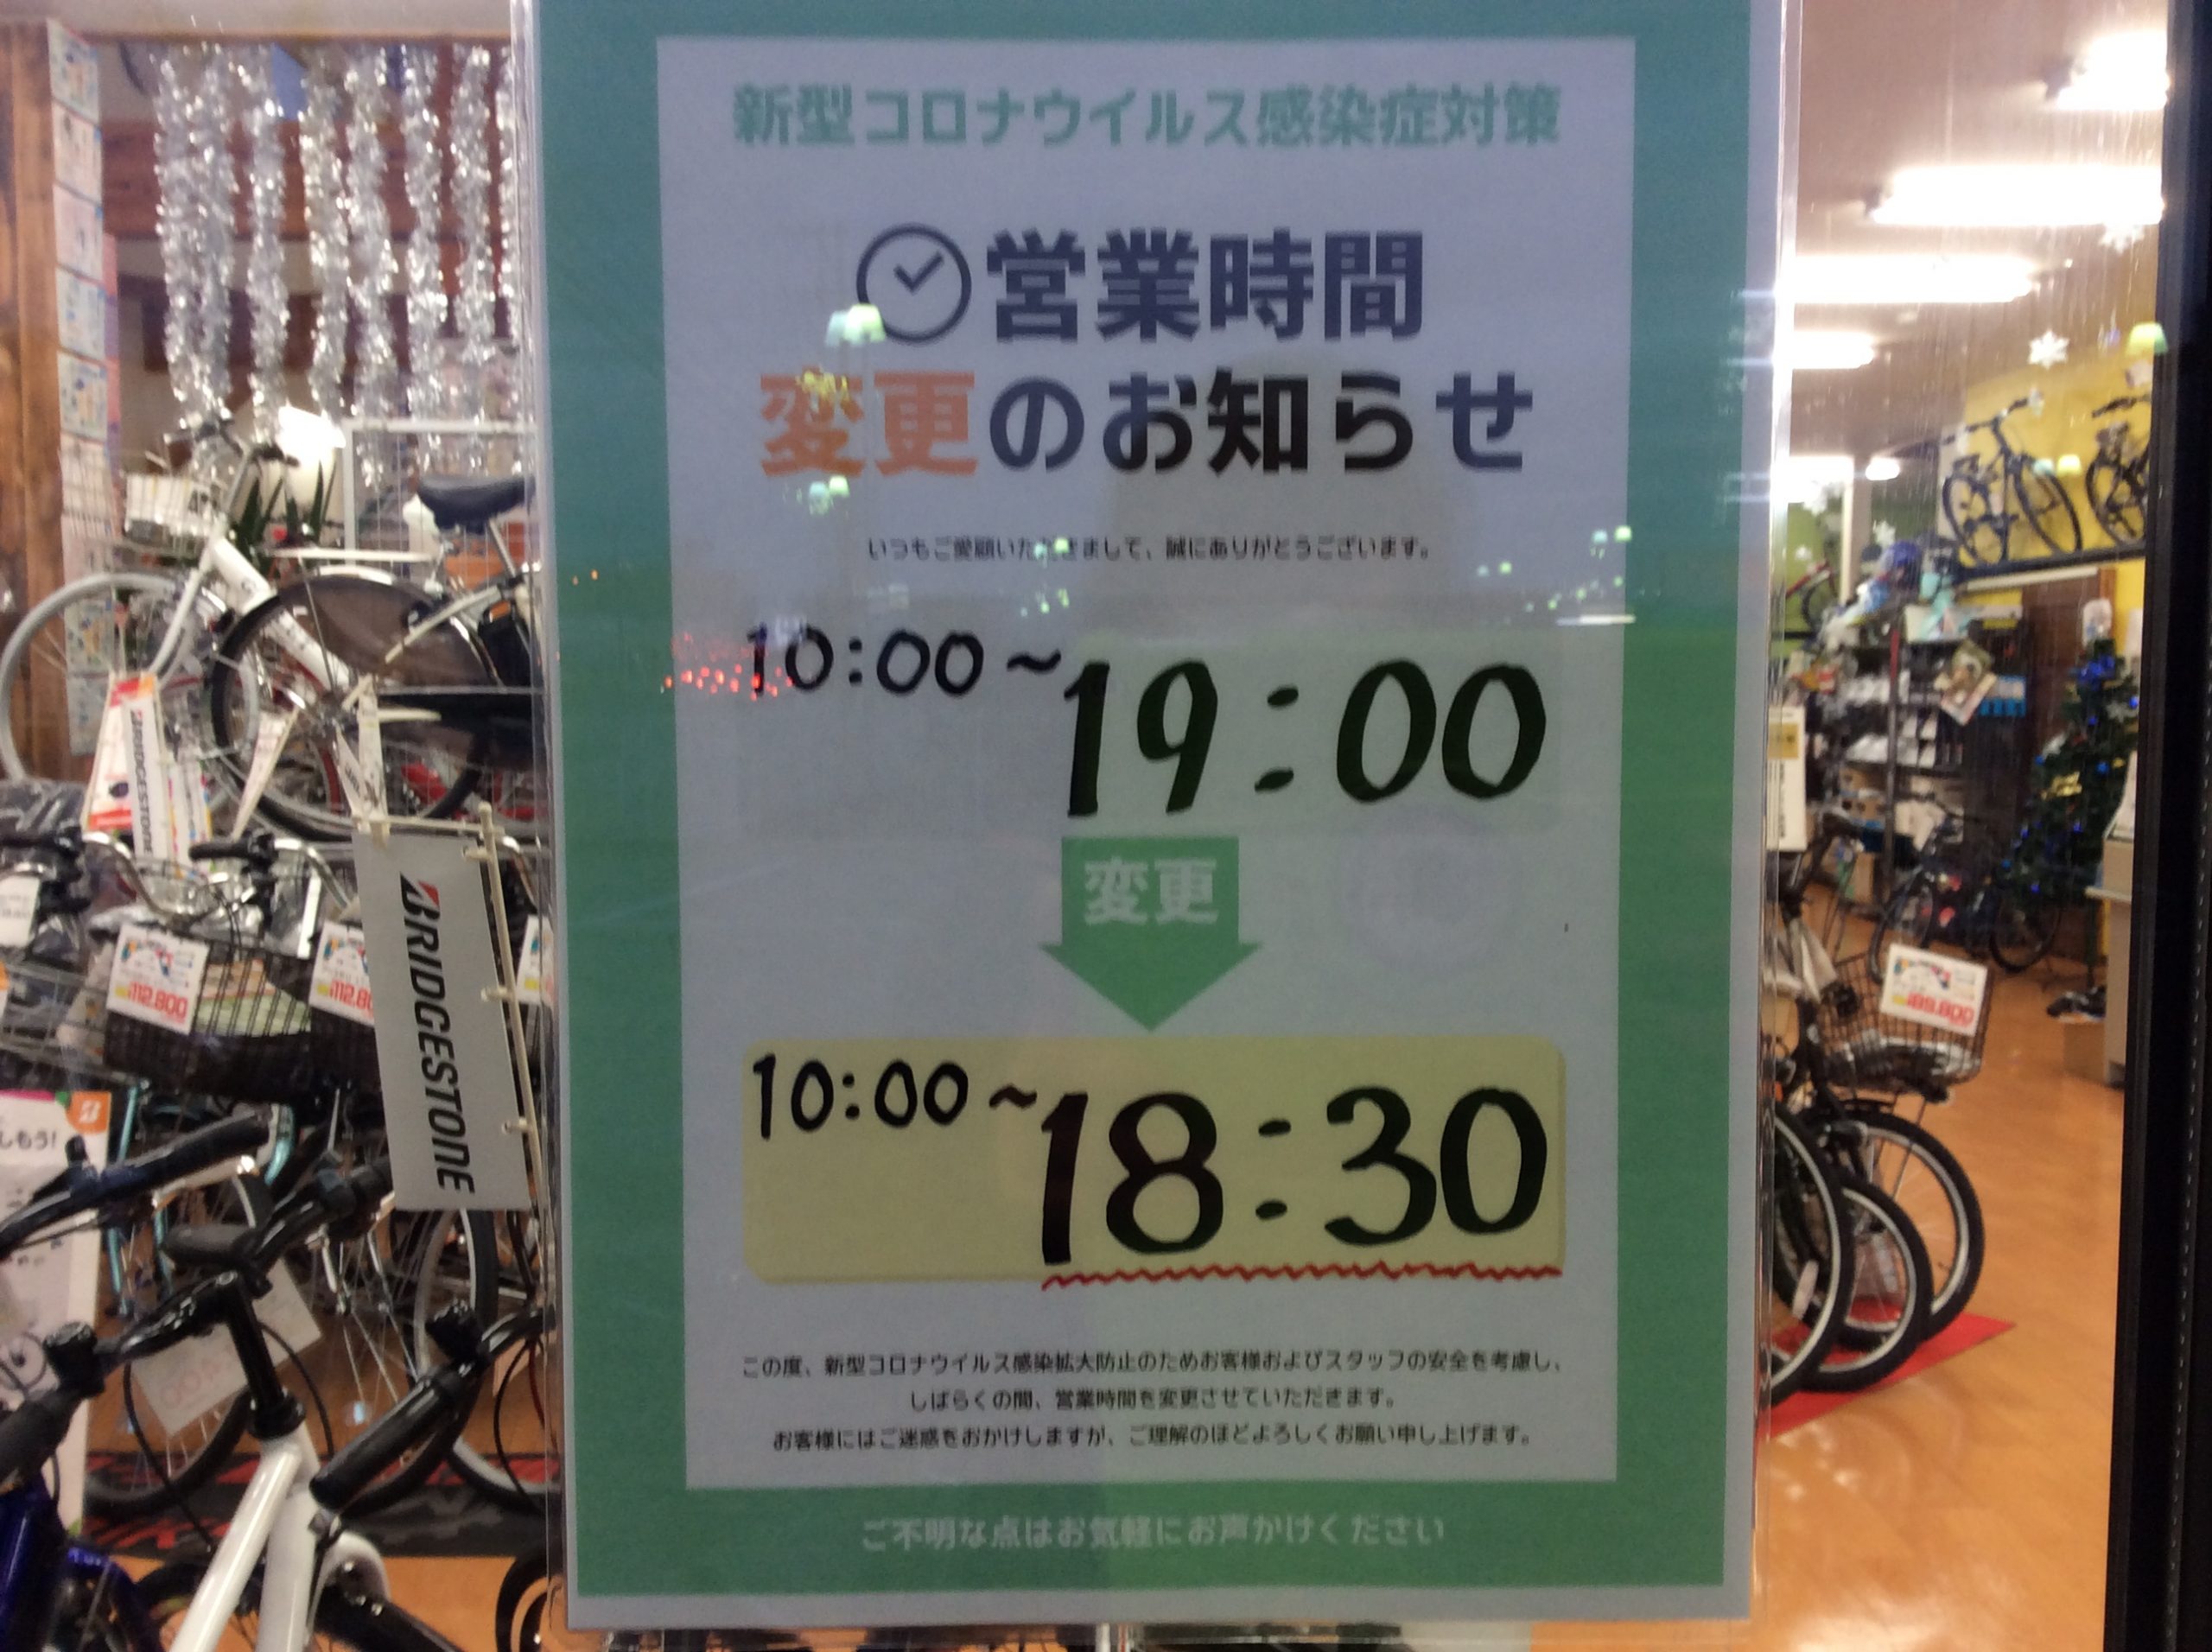 新型コロナウイルス感染症対策
営業時間
変更のお知らせ
いつもご愛顧いただきまして、誠にありがとうございます。
10:00~19:00
変更
10:00~18:30
この度、新型コロナウイルス感染拡大防止のためお客様およびスタッフの安全を考慮し、
しばらくの間、営業時間を変更させていただきます。
お客様にはご迷惑をおかけしますが、ご理解のほどよろしくお願い申し上げます。
ご不明な点はお気軽にお声かけください
BRIDGESTONE
BRIDGESTONE
112,800
189,800
しもう!